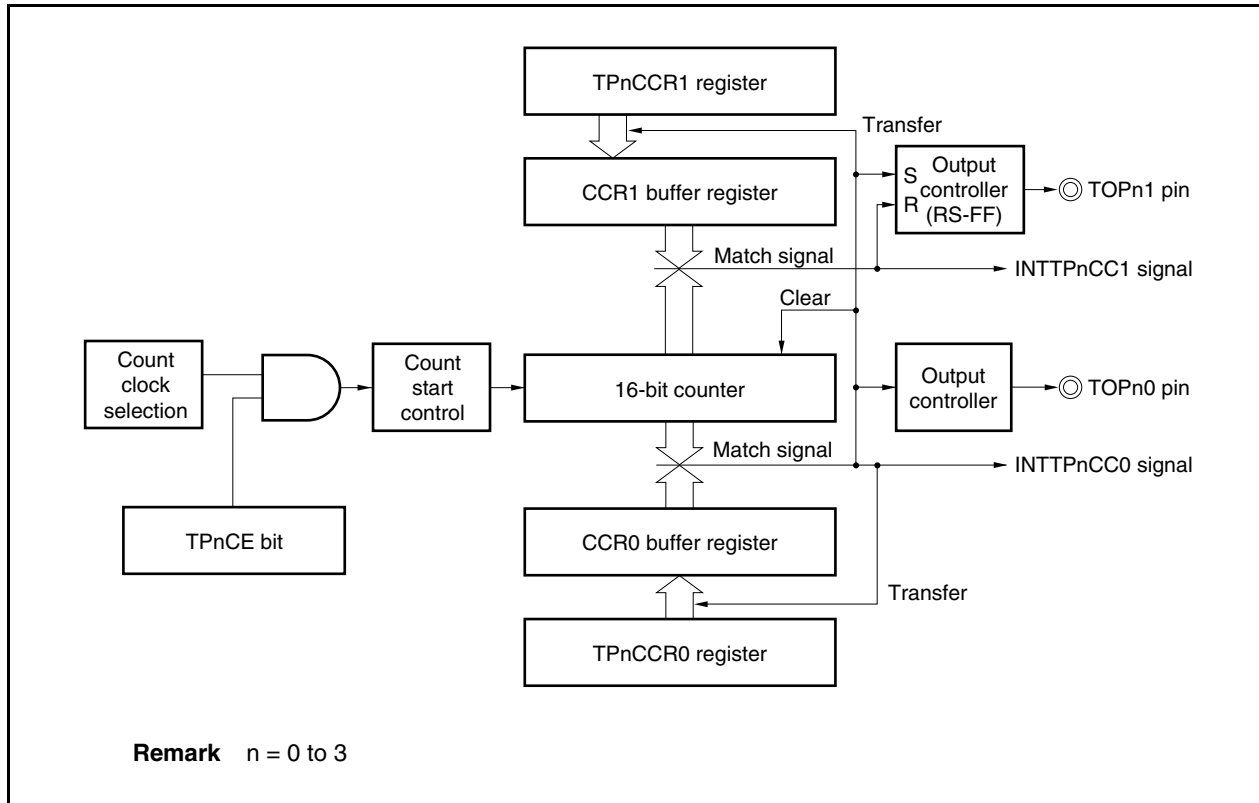 TPnCCR1 register
Transfer
CCR1 buffer register
S
R
Output
controller
(RS-FF)
TOPn1 pin
Match signal
INTTPnCC1 signal
Clear
Count
clock
selection
Count
start
control
16-bit counter
Output
controller
TOPn0 pin
Match signal
INTTPnCC0 signal
TPnCE bit
CCR0 buffer register
Transfer
TPnCCR0 register
Remark n = 0 to 3